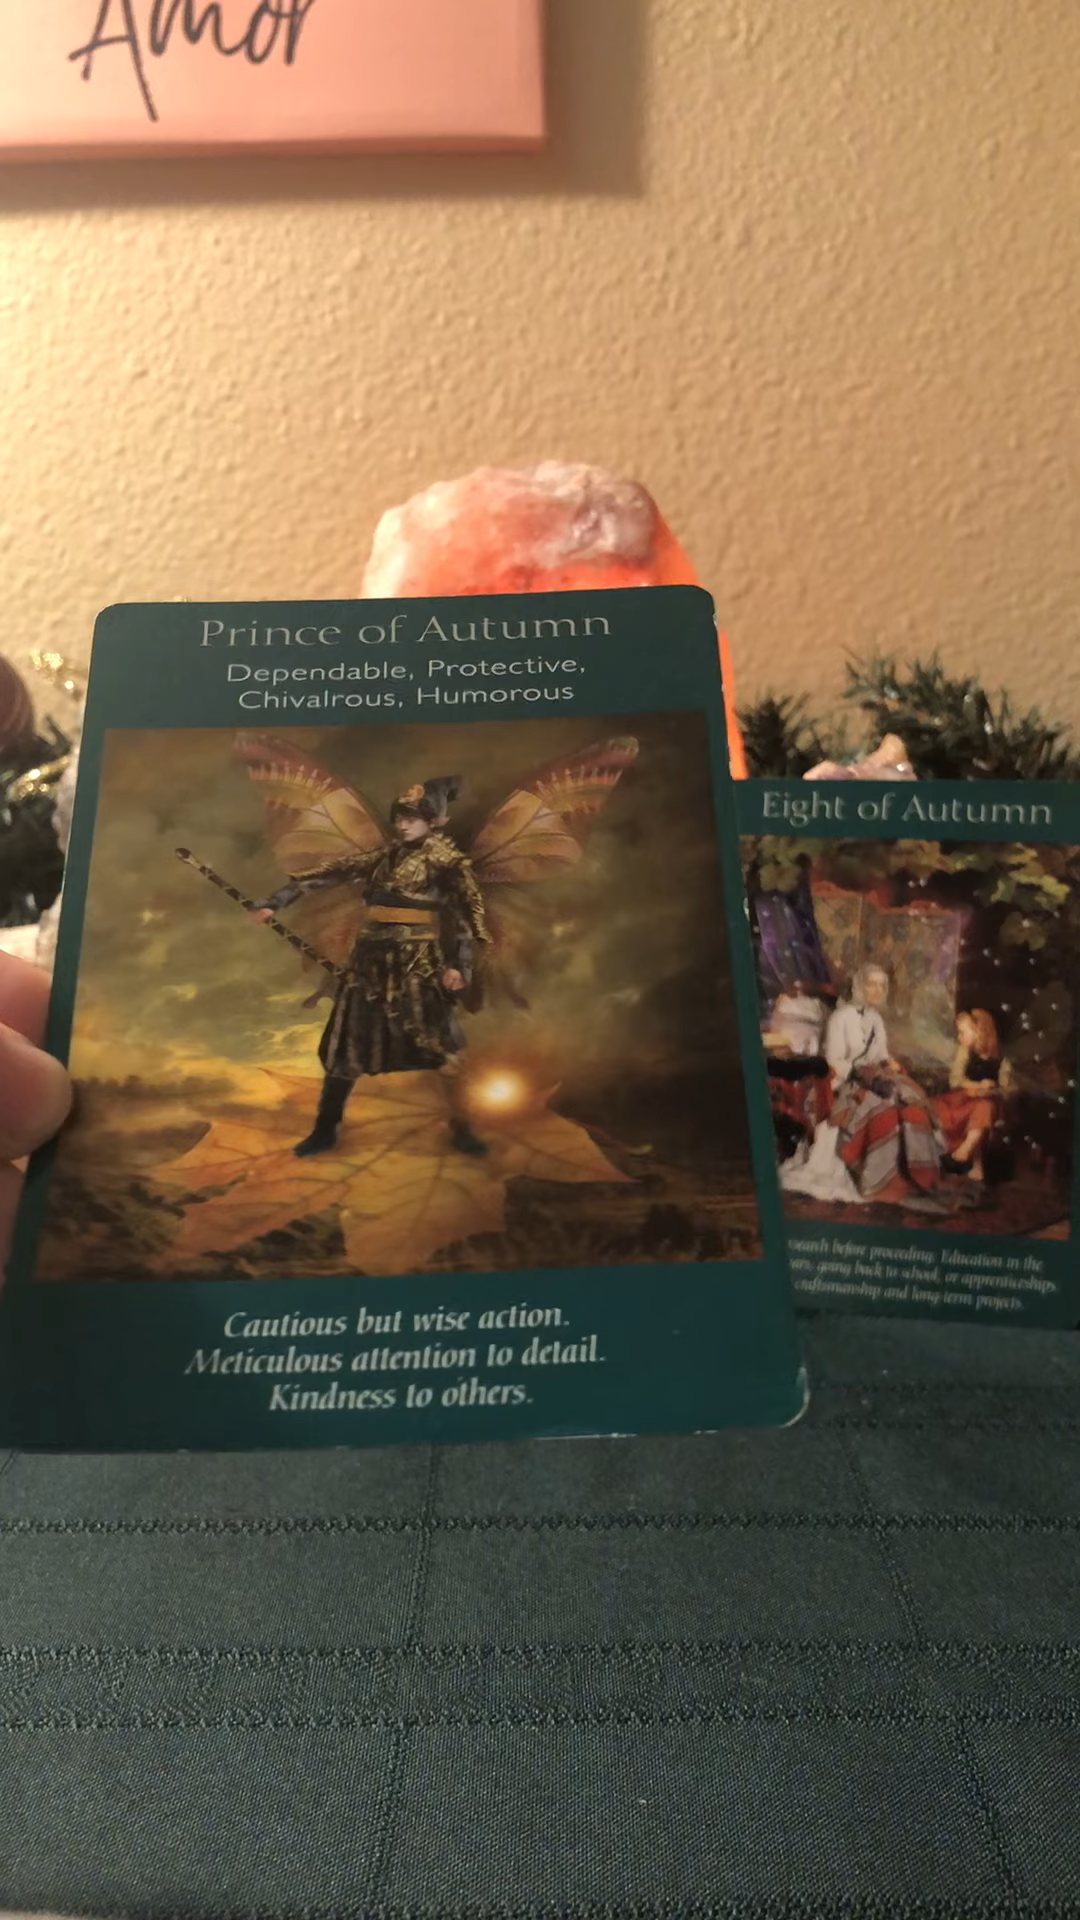 Amor
Prince of Autumn
Dependable, Protective,
Chivalrous, Humorous
Cautious but wise action.
Meticulous attention to detail.
Kindness to others.
Eight of Autumn
before proceeding. Education in the
going back to school, or apprenticeships.
craftsmanship and long-term projects.